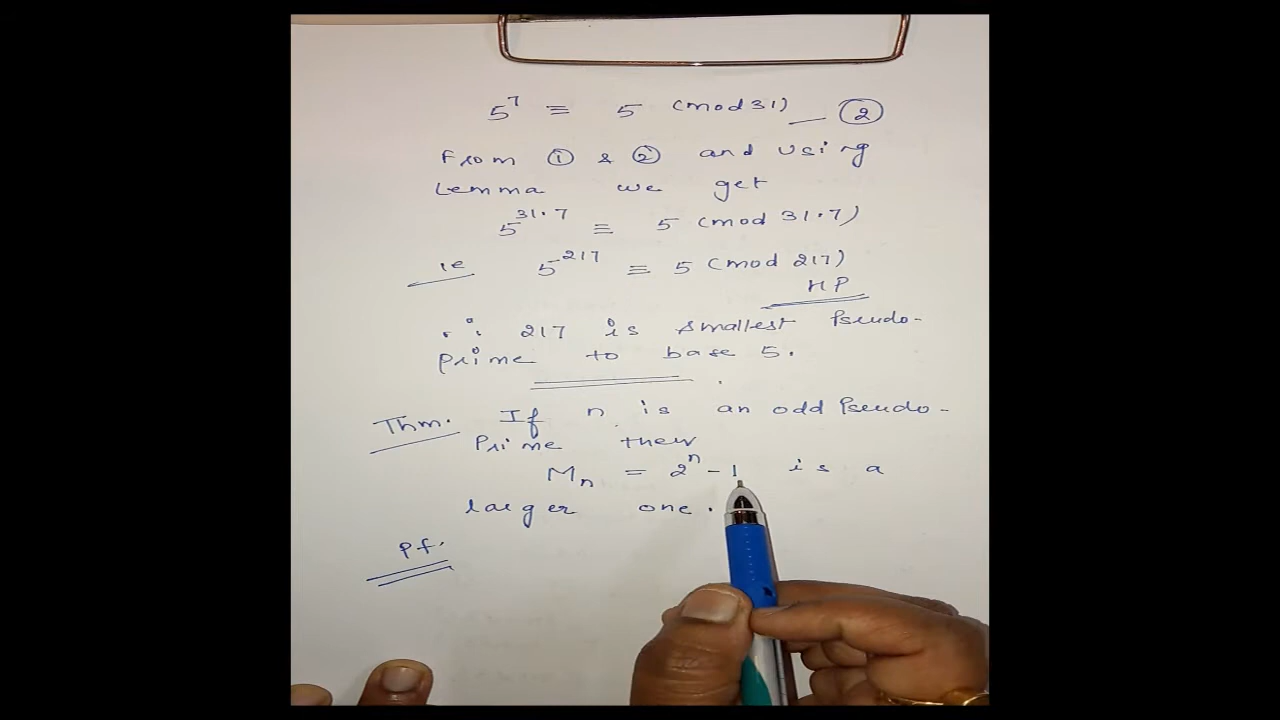 5^7 ≡ 5 (mod 31) — ②
From ① & ② and using
Lemma we get
5^31·7 ≡ 5 (mod 31·7)
ie 5^217 ≡ 5 (mod 217)
HP
∴ 217 is smallest Pseudo-
prime to base 5.
Thm. If n is an odd Pseudo-
Prime then
Mn = 2^n - 1 is a
larger one.
Pf.